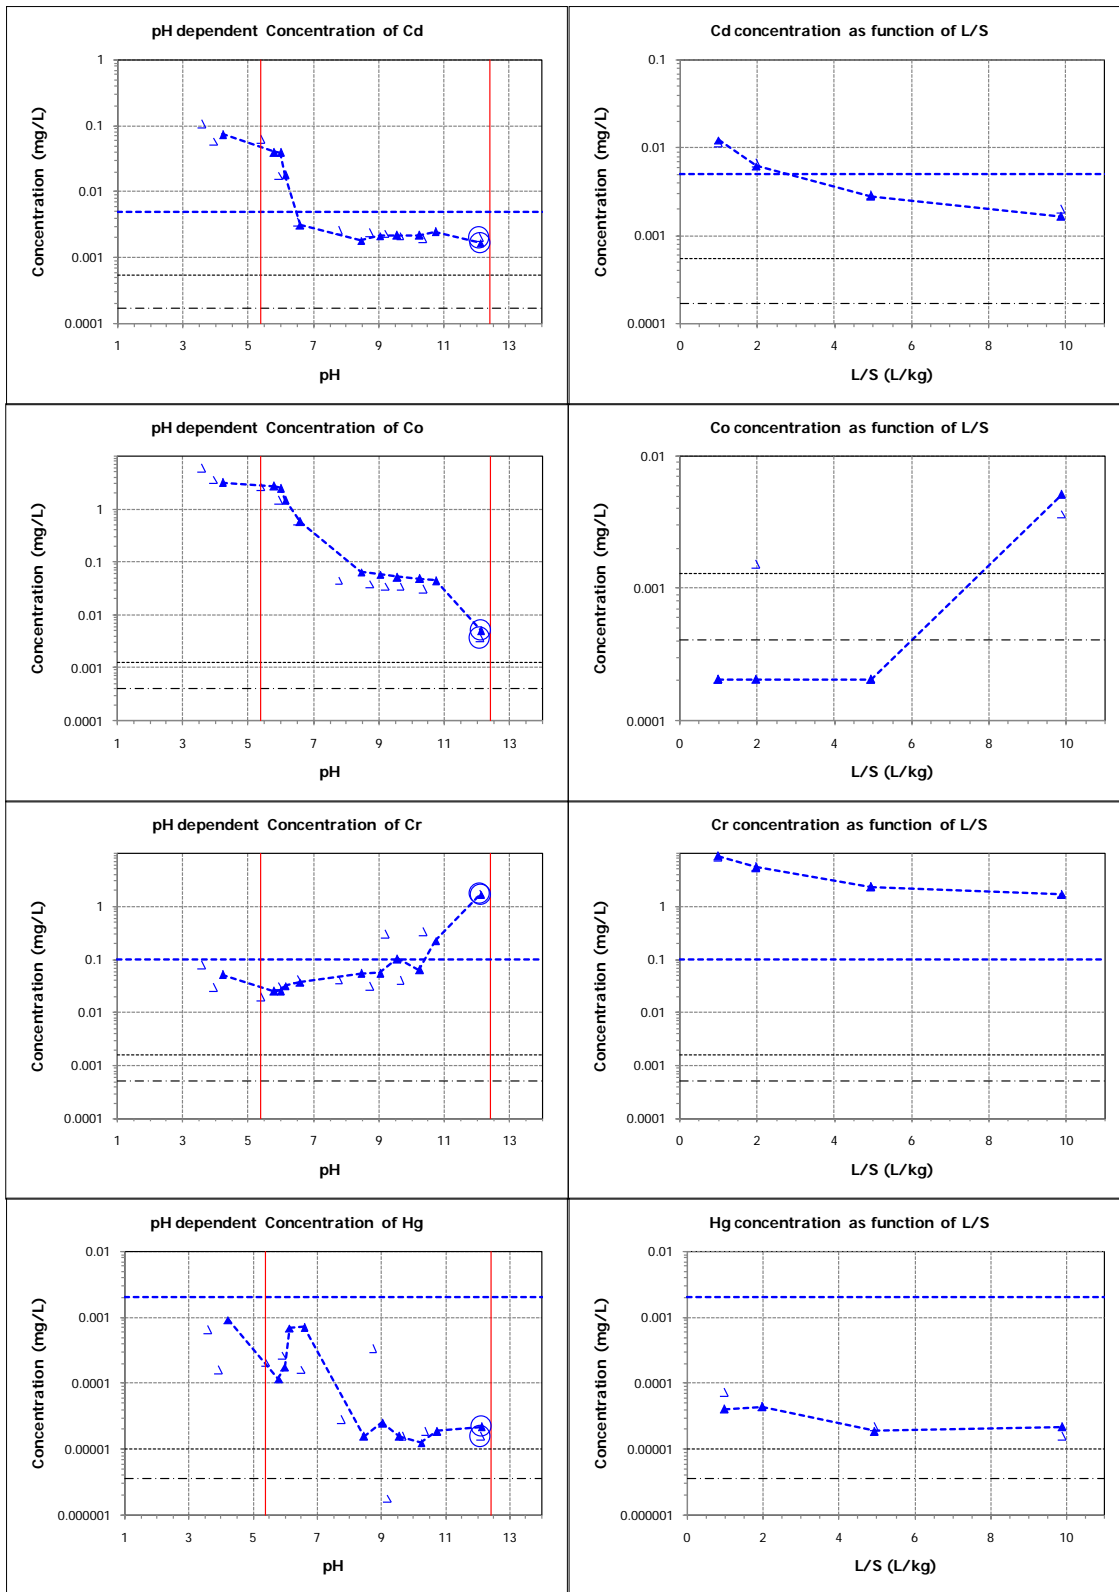 pH dependent Concentration of Cd
Concentration (mg/L)
1
0.1
0.01
0.001
0.0001
1 3 5 7 9 11 13
pH
Cd concentration as function of L/S
Concentration (mg/L)
0.1
0.01
0.001
0.0001
0 2 4 6 8 10
L/S (L/kg)
pH dependent Concentration of Co
Concentration (mg/L)
1
0.1
0.01
0.001
0.0001
1 3 5 7 9 11 13
pH
Co concentration as function of L/S
Concentration (mg/L)
0.01
0.001
0.0001
0 2 4 6 8 10
L/S (L/kg)
pH dependent Concentration of Cr
Concentration (mg/L)
1
0.1
0.01
0.001
0.0001
1 3 5 7 9 11 13
pH
Cr concentration as function of L/S
Concentration (mg/L)
1
0.1
0.01
0.001
0.0001
0 2 4 6 8 10
L/S (L/kg)
pH dependent Concentration of Hg
Concentration (mg/L)
0.01
0.001
0.0001
0.00001
0.000001
1 3 5 7 9 11 13
pH
Hg concentration as function of L/S
Concentration (mg/L)
0.01
0.001
0.0001
0.00001
0.000001
0 2 4 6 8 10
L/S (L/kg)